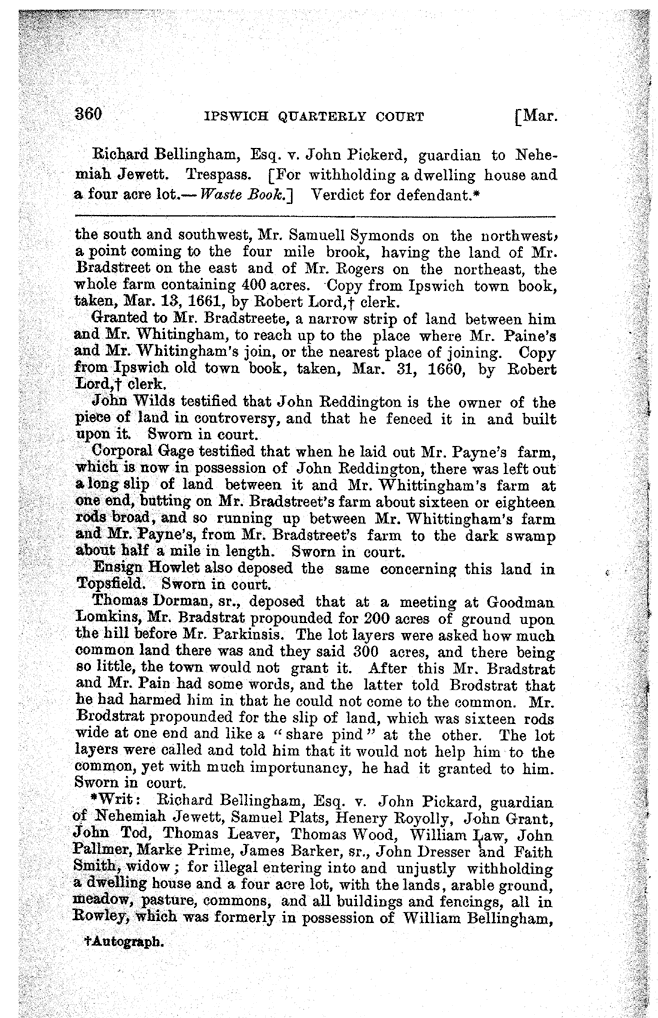 360 IPSWICH QUARTERLY COURT [Mar.
Richard Bellingham, Esq. v. John Pickerd, guardian to Nehe-
miah Jewett. Trespass. [For withholding a dwelling house and
a four acre lot.—Waste Book.] Verdict for defendant.*
the south and southwest, Mr. Samuell Symonds on the northwest,
a point coming to the four mile brook, having the land of Mr.
Bradstreet on the east and of Mr. Rogers on the northeast, the
whole farm containing 400 acres. Copy from Ipswich town book,
taken, Mar. 13, 1661, by Robert Lord,† clerk.
Granted to Mr. Bradstreete, a narrow strip of land between him
and Mr. Whitingham, to reach up to the place where Mr. Paine's
and Mr. Whitingham's join, or the nearest place of joining. Copy
from Ipswich old town book, taken, Mar. 31, 1660, by Robert
Lord,† clerk.
John Wilds testified that John Reddington is the owner of the
piece of land in controversy, and that he fenced it in and built
upon it. Sworn in court.
Corporal Gage testified that when he laid out Mr. Payne's farm,
which is now in possession of John Reddington, there was left out
a long slip of land between it and Mr. Whittingham's farm at
one end, butting on Mr. Bradstreet's farm about sixteen or eighteen
rods broad, and so running up between Mr. Whittingham's farm
and Mr. Payne's, from Mr. Bradstreet's farm to the dark swamp
about half a mile in length. Sworn in court.
Ensign Howlet also deposed the same concerning this land in
Topsfield. Sworn in court.
Thomas Dorman, sr., deposed that at a meeting at Goodman
Lomkins, Mr. Bradstrat propounded for 200 acres of ground upon
the hill before Mr. Parkinsis. The lot layers were asked how much
common land there was and they said 300 acres, and there being
so little, the town would not grant it. After this Mr. Bradstrat
and Mr. Pain had some words, and the latter told Brodstrat that
he had harmed him in that he could not come to the common. Mr.
Brodstrat propounded for the slip of land, which was sixteen rods
wide at one end and like a "share pind" at the other. The lot
layers were called and told him that it would not help him to the
common, yet with much importunancy, he had it granted to him.
Sworn in court.
*Writ: Richard Bellingham, Esq. v. John Pickard, guardian
of Nehemiah Jewett, Samuel Plats, Henery Royolly, John Grant,
John Tod, Thomas Leaver, Thomas Wood, William Law, John
Pallmer, Marke Prime, James Barker, sr., John Dresser and Faith
Smith, widow; for illegal entering into and unjustly withholding
a dwelling house and a four acre lot, with the lands, arable ground,
meadow, pasture, commons, and all buildings and fencings, all in
Rowley, which was formerly in possession of William Bellingham,
†Autograph.